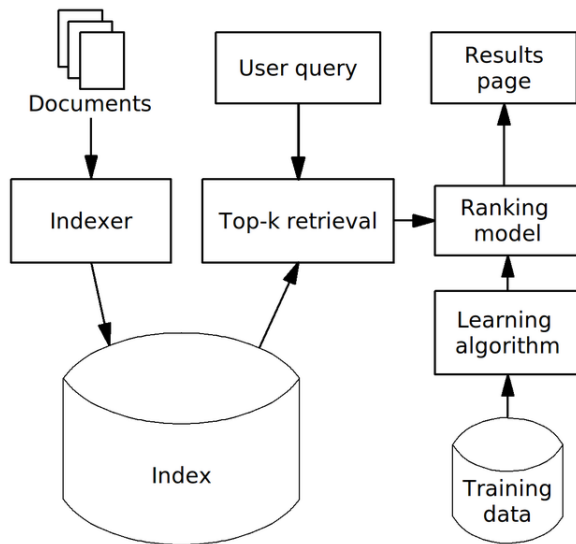 Documents
User query
Results
page
Indexer
Top-k retrieval
Ranking
model
Learning
algorithm
Index
Training
data